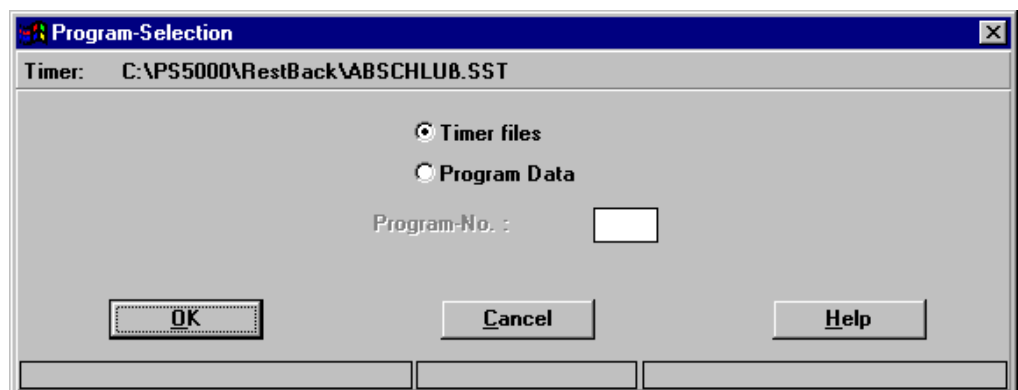 Program-Selection
Timer: C:\PS5000\RestBack\ABSCHLUß.SST
Timer files
Program Data
Program-No. :
OK Cancel Help